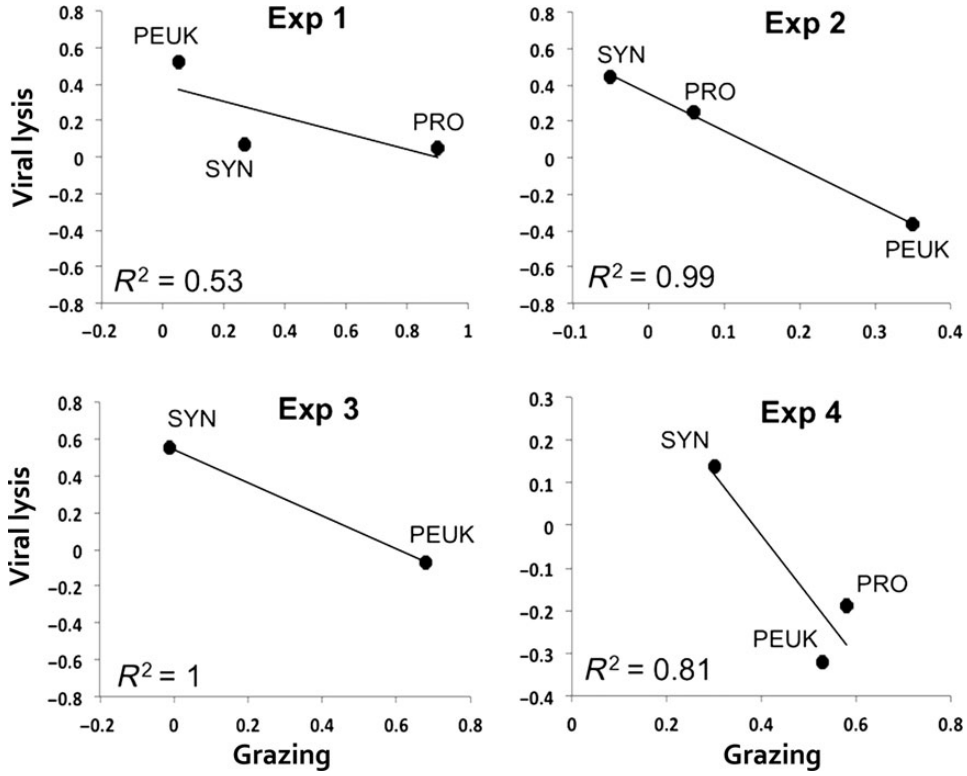 Exp 1
Viral lysis
0.8
0.6
0.4
0.2
0
−0.2
−0.4
−0.6
−0.8
PEUK
SYN
PRO
R² = 0.53
−0.2
0
0.2
0.4
0.6
0.8
1
Exp 2
0.8
0.6
0.4
0.2
0
−0.2
−0.4
−0.6
−0.8
SYN
PRO
PEUK
R² = 0.99
−0.1
0
0.1
0.2
0.3
0.4
Exp 3
Viral lysis
0.8
0.6
0.4
0.2
0
−0.2
−0.4
−0.6
−0.8
SYN
PEUK
R² = 1
−0.2
0
0.2
0.4
0.6
0.8
Grazing
Exp 4
0.3
0.2
0.1
0
−0.1
−0.2
−0.3
−0.4
SYN
PRO
PEUK
R² = 0.81
0
0.2
0.4
0.6
0.8
Grazing